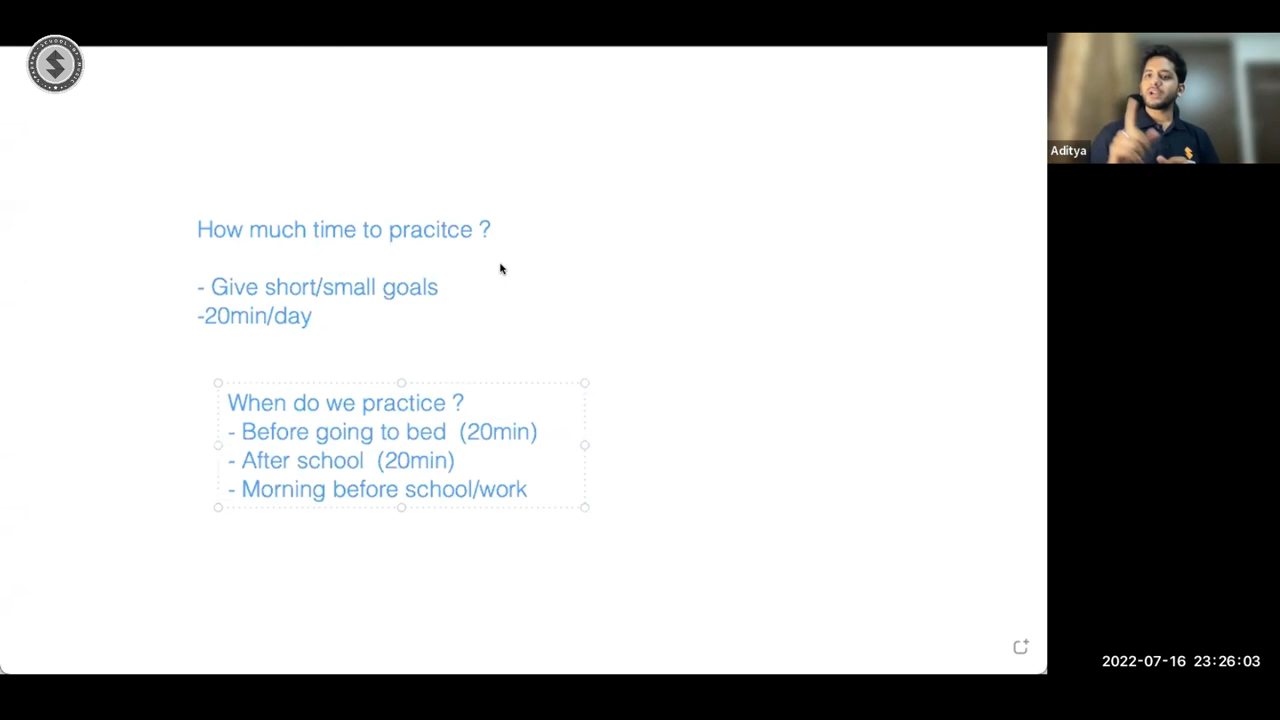 How much time to pracitce ?
- Give short/small goals
-20min/day
When do we practice ?
- Before going to bed (20min)
- After school (20min)
- Morning before school/work
Aditya
2022-07-16 23:26:03